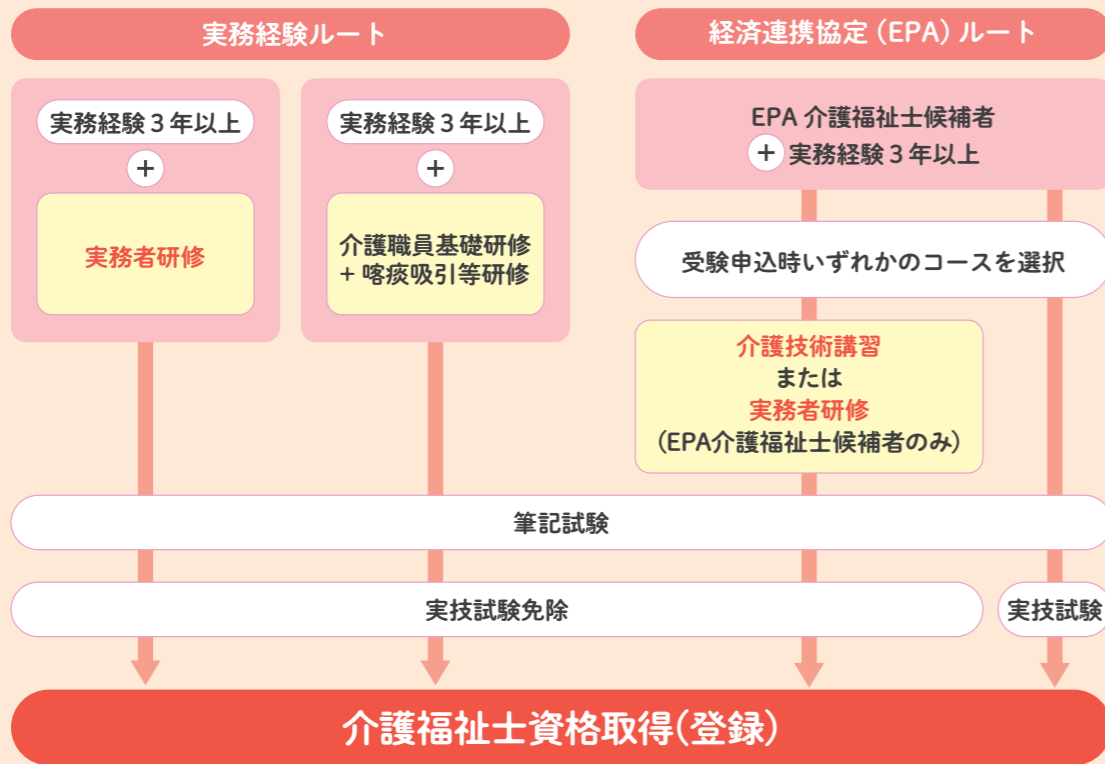 実務経験ルート
実務経験3年以上
+
実務者研修
実務経験3年以上
+
介護職員基礎研修
+ 喀痰吸引等研修
経済連携協定（EPA）ルート
EPA 介護福祉士候補者
+ 実務経験3年以上
受験申込時いずれかのコースを選択
介護技術講習
または
実務者研修
(EPA介護福祉士候補者のみ)
筆記試験
実技試験免除
実技試験
介護福祉士資格取得(登録)